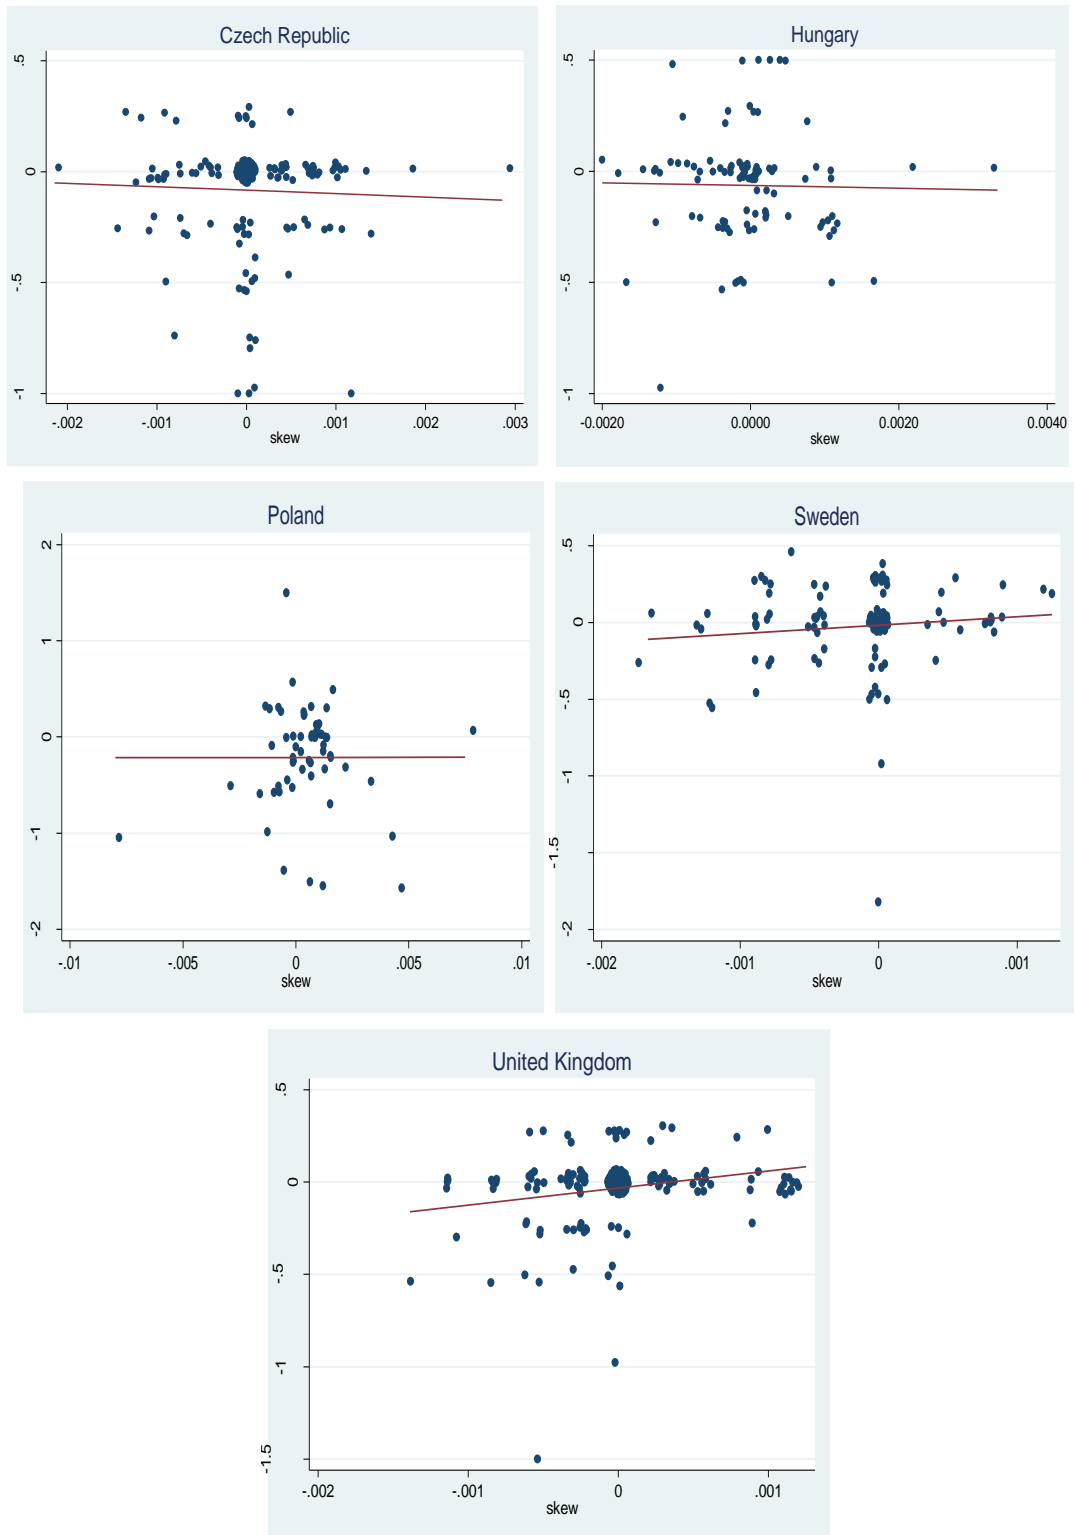 Czech Republic
.5
0
-.5
-1
-.002 -.001 0 .001 .002 .003
skew
Hungary
.5
0
-.5
-1
-0.0020 0.0000 0.0020 0.0040
skew
Poland
2
1
0
-1
-2
-.01 -.005 0 .005 .01
skew
Sweden
.5
0
-.5
-1
-1.5
-2
-.002 -.001 0 .001
skew
United Kingdom
.5
0
-.5
-1
-1.5
-.002 -.001 0 .001
skew